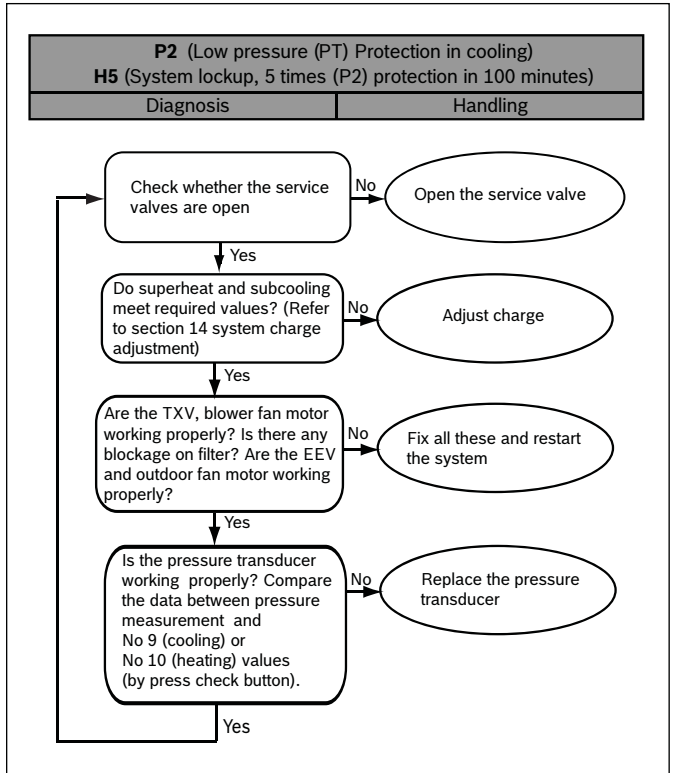 P2 (Low pressure (PT) Protection in cooling)
H5 (System lockup, 5 times (P2) protection in 100 minutes)
Diagnosis
Handling
Check whether the service
valves are open
No
Open the service valve
Yes
Do superheat and subcooling
meet required values? (Refer
to section 14 system charge
adjustment)
No
Adjust charge
Yes
Are the TXV, blower fan motor
working properly? Is there any
blockage on filter? Are the EEV
and outdoor fan motor working
properly?
No
Fix all these and restart
the system
Yes
Is the pressure transducer
working properly? Compare
the data between pressure
measurement and
No 9 (cooling) or
No 10 (heating) values
(by press check button).
No
Replace the pressure
transducer
Yes